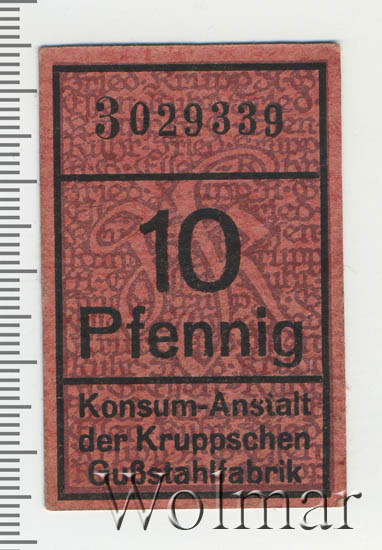 3029339
10
Pfennig
Konsum-Anstalt
der Kruppschen
Gußstahlfabrik
Wolmar